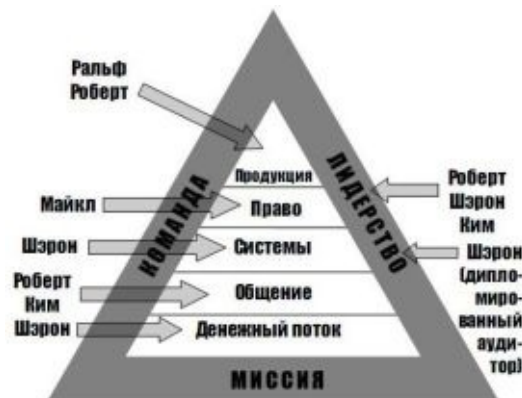 Ральф
Роберт
КОМАНДА
ЛИДЕРСТВО
Продукция
Майкл
Право
Роберт
Шэрон
Ким
Шэрон
Системы
Шэрон
(дипло-
миро-
ванный
ауди-
тор)
Роберт
Ким
Общение
Шэрон
Денежный поток
МИССИЯ